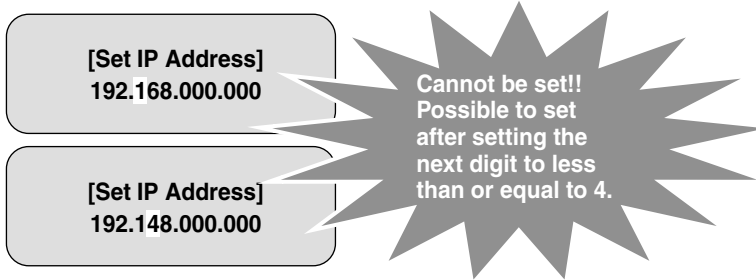 [Set IP Address]
192.168.000.000
Cannot be set!!
Possible to set
after setting the
next digit to less
than or equal to 4.
[Set IP Address]
192.148.000.000